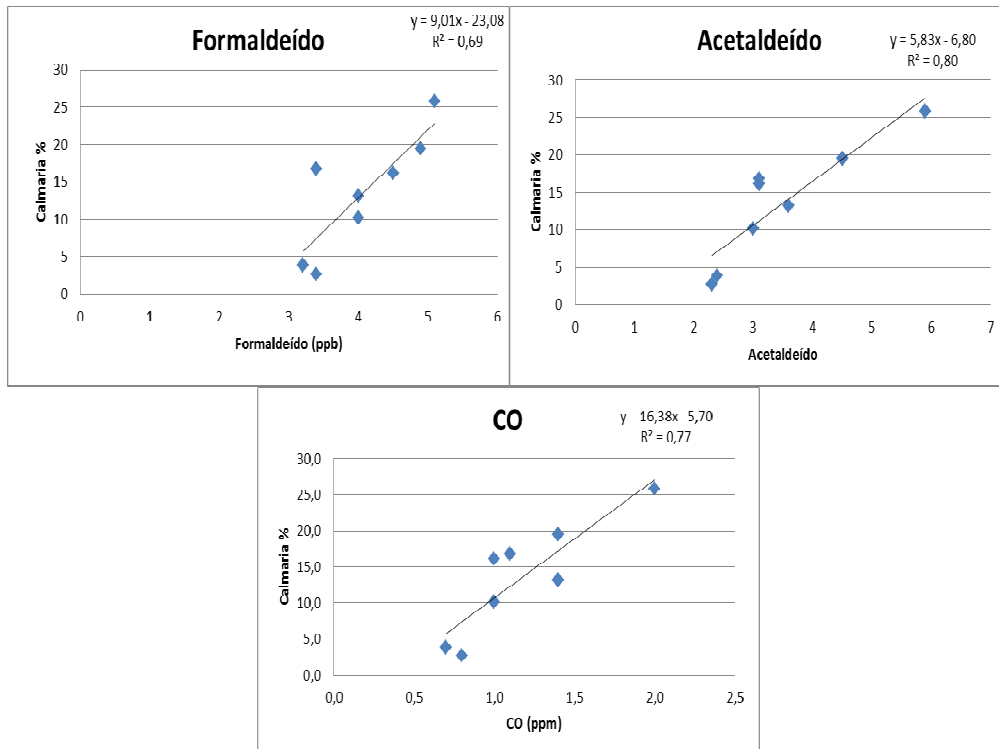 Formaldeído
y = 9,01x - 23,08
R² = 0,69
30
25
20
15
10
5
0
0 1 2 3 4 5 6
Calmaria %
Formaldeído (ppb)
Acetaldeído
y = 5,83x - 6,80
R² = 0,80
30
25
20
15
10
5
0
0 1 2 3 4 5 6 7
Calmaria %
Acetaldeído
CO
y 16,38x 5,70
R² = 0,77
30,0
25,0
20,0
15,0
10,0
5,0
0,0
0,0 0,5 1,0 1,5 2,0 2,5
Calmaria %
CO (ppm)